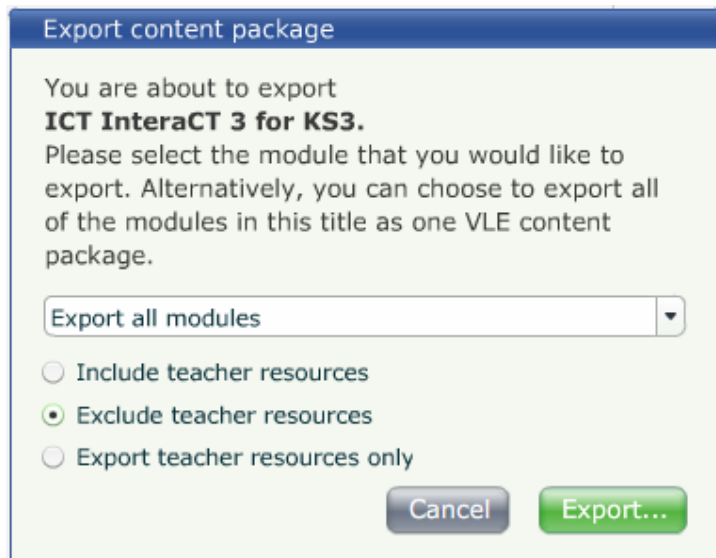 Export content package
You are about to export
ICT InteraCT 3 for KS3.
Please select the module that you would like to
export. Alternatively, you can choose to export all
of the modules in this title as one VLE content
package.
Export all modules
Include teacher resources
Exclude teacher resources
Export teacher resources only
Cancel
Export...